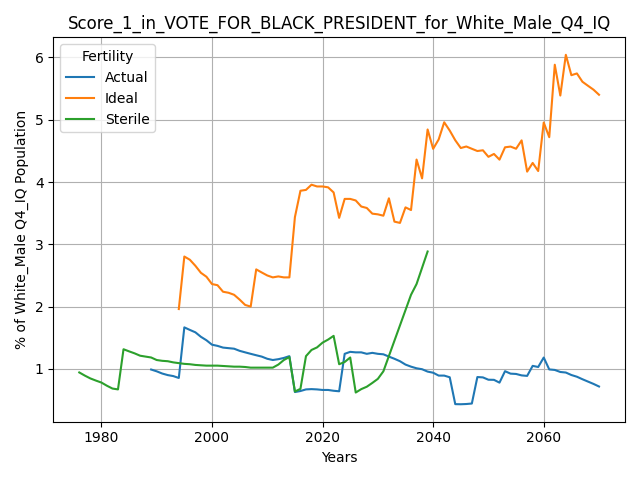 Score_1_in_VOTE_FOR_BLACK_PRESIDENT_for_White_Male_Q4_IQ
Fertility
Actual
Ideal
Sterile
% of White_Male Q4_IQ Population
6
5
4
3
2
1
1980
2000
2020
2040
2060
Years